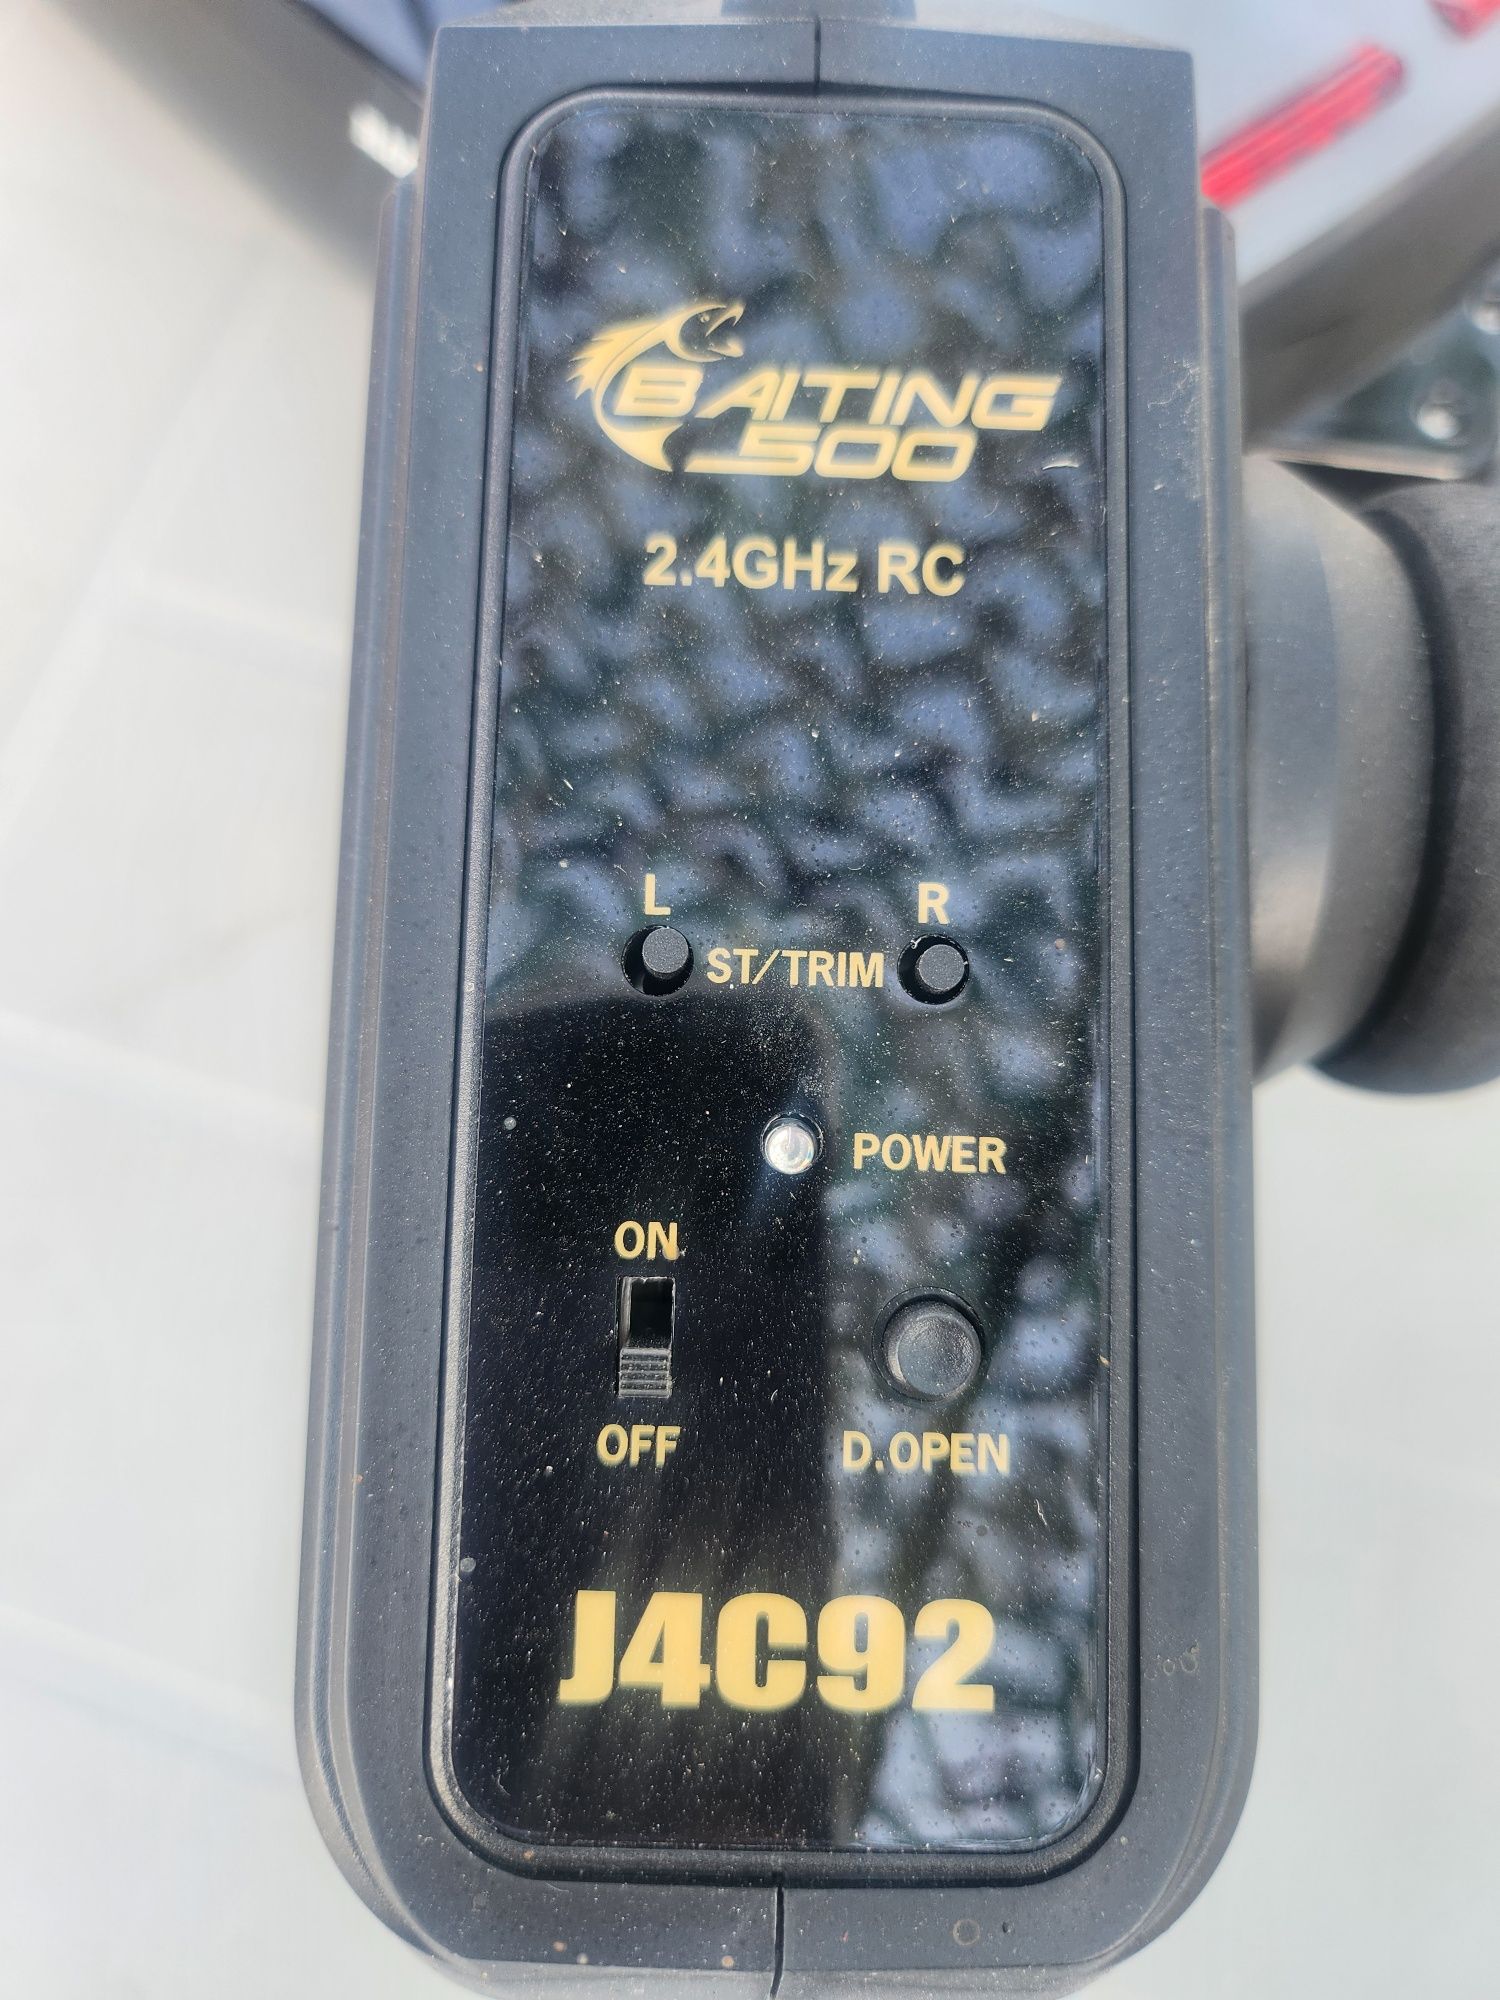 BAITING
500
2.4GHz RC
L R
ST/TRIM
POWER
ON
OFF
D.OPEN
J4C92